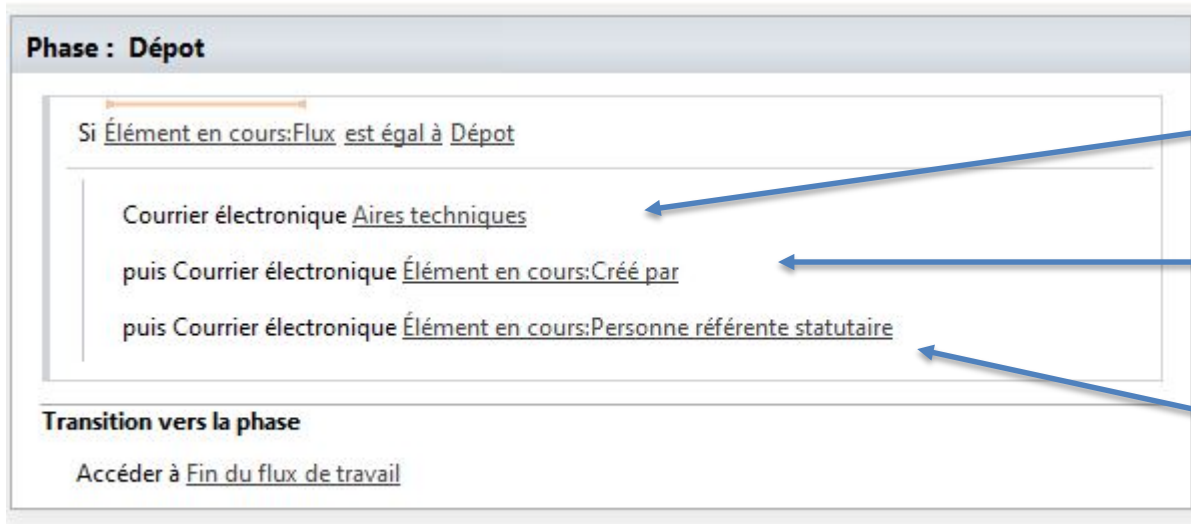 Phase : Dépot
Si Élément en cours:Flux est égal à Dépot
Courrier électronique Aires techniques
puis Courrier électronique Élément en cours:Créé par
puis Courrier électronique Élément en cours:Personne référente statutaire
Transition vers la phase
Accéder à Fin du flux de travail